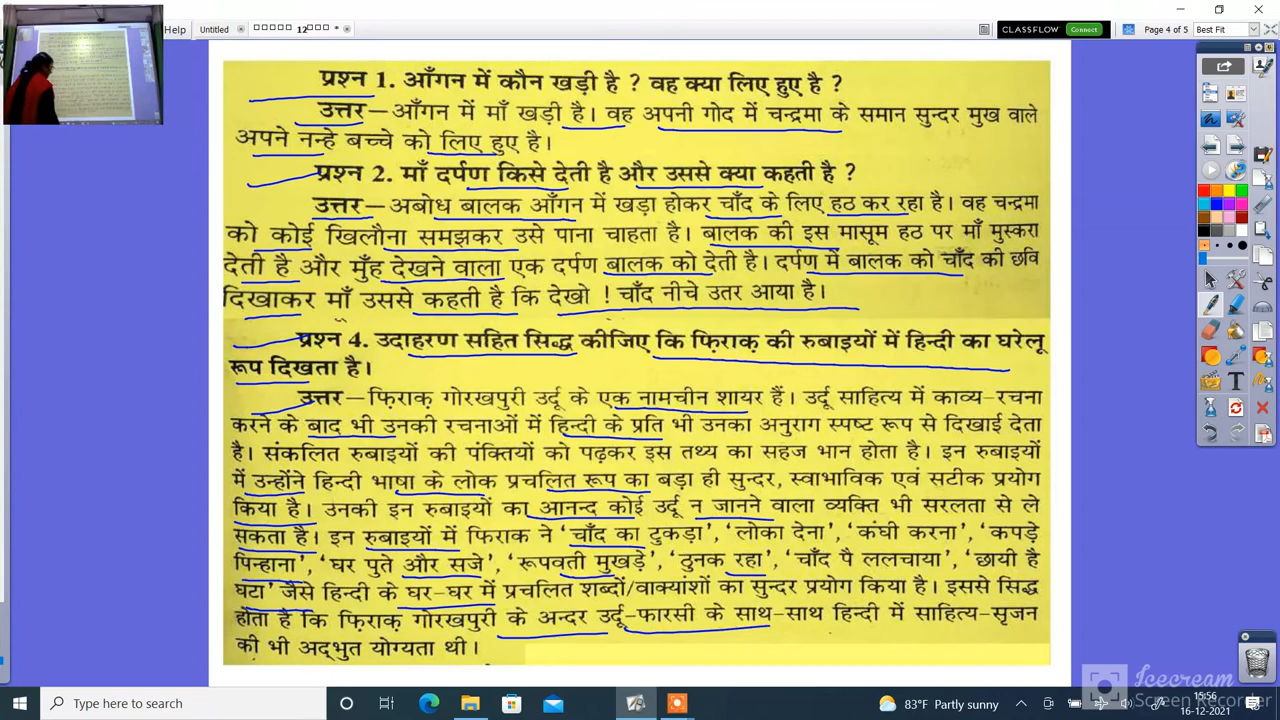 Help
Untitled
12 *
CLASSFLOW Connect
Page 4 of 5
Best Fit
प्रश्न 1. आँगन में कौन खड़ी है ? वह क्या लिए हुए है ?
उत्तर—आँगन में माँ खड़ी है। वह अपनी गोद में चन्द्रमा के समान सुन्दर मुख वाले
अपने नन्हे बच्चे को लिए हुए है।
प्रश्न 2. माँ दर्पण किसे देती है और उससे क्या कहती है ?
उत्तर—अबोध बालक आँगन में खड़ा होकर चाँद के लिए हठ कर रहा है। वह चन्द्रमा
को कोई खिलौना समझकर उसे पाना चाहता है। बालक की इस मासूम हठ पर माँ मुस्करा
देती है और मुँह देखने वाला एक दर्पण बालक को देती है। दर्पण में बालक को चाँद की छवि
दिखाकर माँ उससे कहती है कि देखो ! चाँद नीचे उतर आया है।
प्रश्न 4. उदाहरण सहित सिद्ध कीजिए कि फ़िराक़ की रुबाइयों में हिन्दी का घरेलू
रूप दिखता है।
उत्तर—फ़िराक़ गोरखपुरी उर्दू के एक नामचीन शायर हैं। उर्दू साहित्य में काव्य-रचना
करने के बाद भी उनकी रचनाओं में हिन्दी के प्रति भी उनका अनुराग स्पष्ट रूप से दिखाई देता
है। संकलित रुबाइयों की पंक्तियों को पढ़कर इस तथ्य का सहज भान होता है। इन रुबाइयों
में उन्होंने हिन्दी भाषा के लोक प्रचलित रूप का बड़ा ही सुन्दर, स्वाभाविक एवं सटीक प्रयोग
किया है। उनकी इन रुबाइयों का आनन्द कोई उर्दू न जानने वाला व्यक्ति भी सरलता से ले
सकता है। इन रुबाइयों में फिराक ने ‘चाँद का टुकड़ा’, ‘लोका देना’, ‘कंघी करना’, ‘कपड़े
पिन्हाना’, ‘घर पुते और सजे’, ‘रूपवती मुखड़े’, ‘ठुनक रहा’, ‘चाँद पै ललचाया’, ‘छायी है
घटा’ जैसे हिन्दी के घर-घर में प्रचलित शब्दों/वाक्यांशों का सुन्दर प्रयोग किया है। इससे सिद्ध
होता है कि फ़िराक़ गोरखपुरी के अन्दर उर्दू-फारसी के साथ-साथ हिन्दी में साहित्य-सृजन
की भी अद्‌भुत योग्यता थी।
Icecream
Screen Recorder
Type here to search
83°F Partly sunny
15:56
16-12-2021